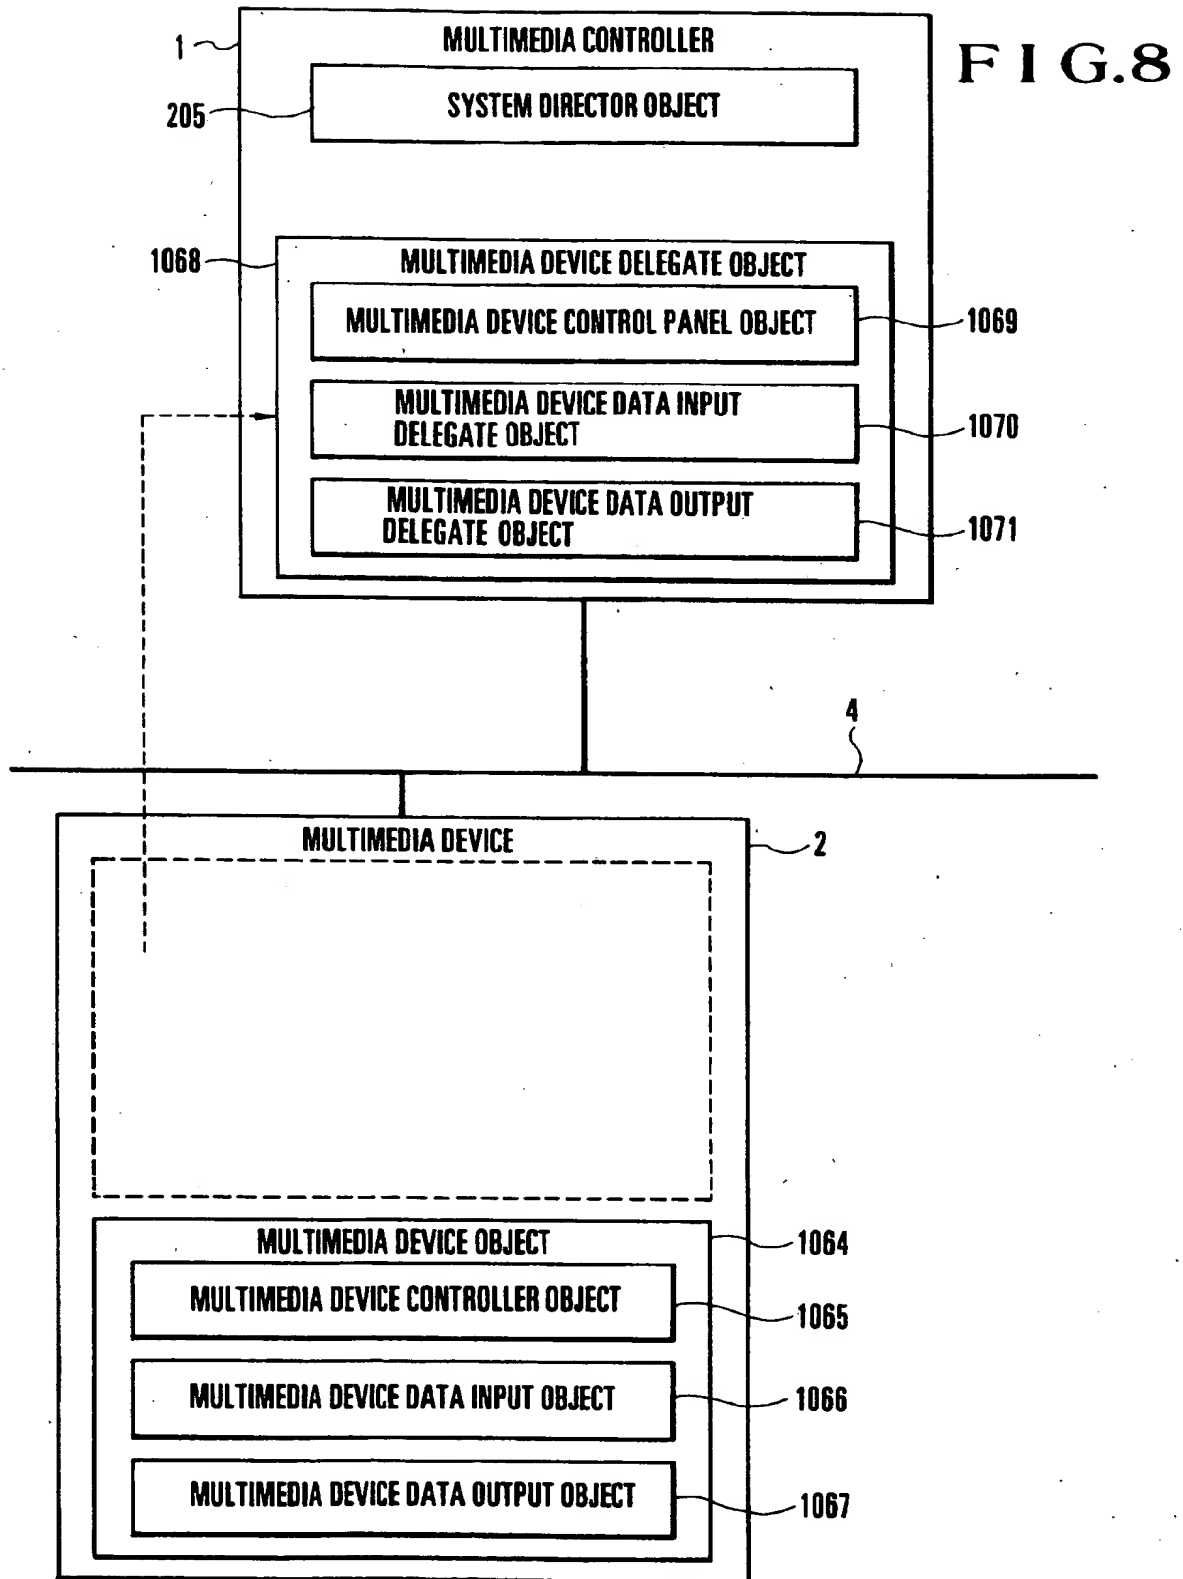 FIG.8
1
MULTIMEDIA CONTROLLER
205
SYSTEM DIRECTOR OBJECT
1068
MULTIMEDIA DEVICE DELEGATE OBJECT
MULTIMEDIA DEVICE CONTROL PANEL OBJECT
1069
MULTIMEDIA DEVICE DATA INPUT
DELEGATE OBJECT
1070
MULTIMEDIA DEVICE DATA OUTPUT
DELEGATE OBJECT
1071
4
MULTIMEDIA DEVICE
2
MULTIMEDIA DEVICE OBJECT
1064
MULTIMEDIA DEVICE CONTROLLER OBJECT
1065
MULTIMEDIA DEVICE DATA INPUT OBJECT
1066
MULTIMEDIA DEVICE DATA OUTPUT OBJECT
1067